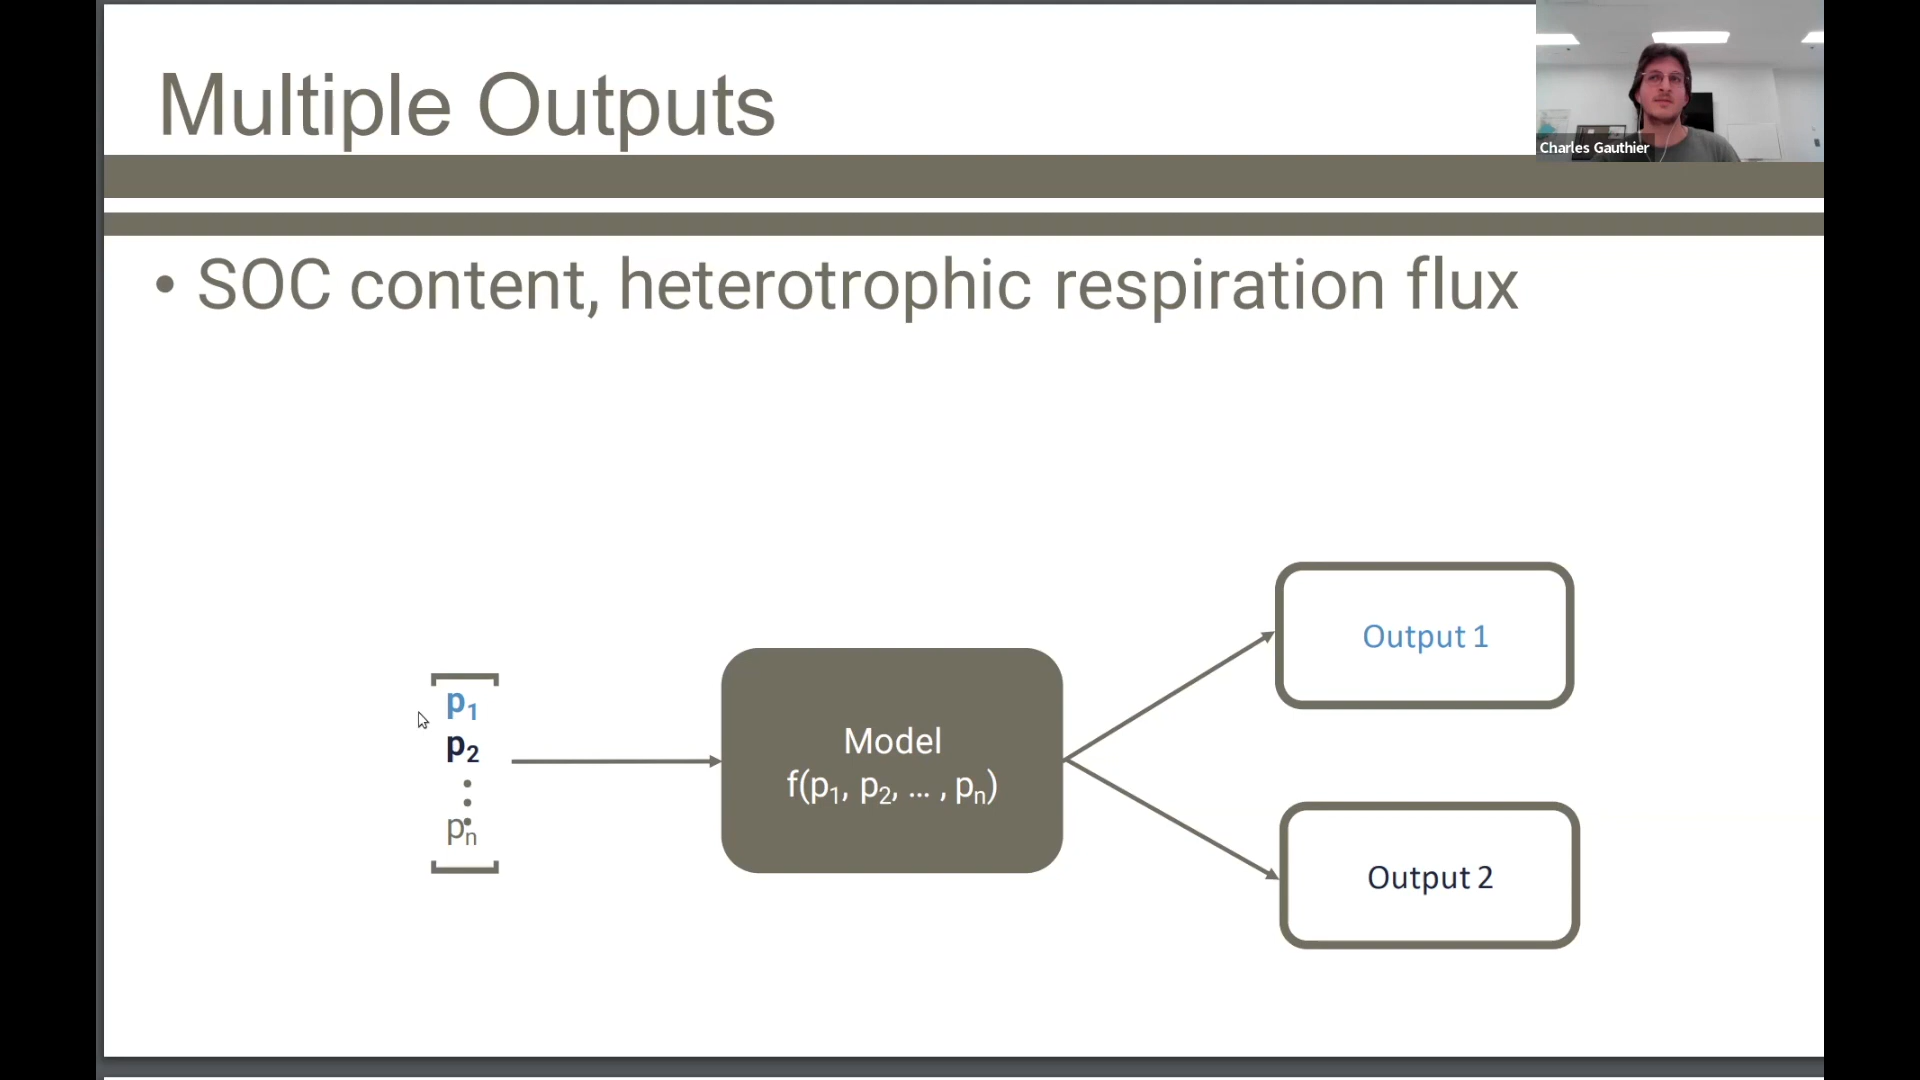 Multiple Outputs
Charles Gauthier
• SOC content, heterotrophic respiration flux
p₁
p₂
⋮
pₙ
Model
f(p₁, p₂, ... , pₙ)
Output 1
Output 2